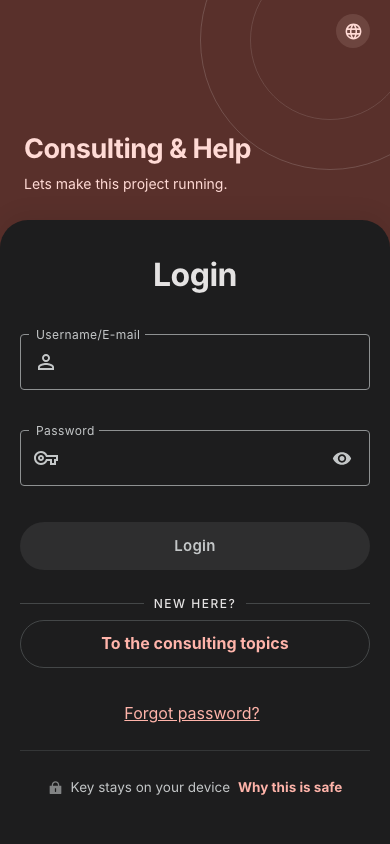 Consulting & Help
Lets make this project running.
Login
Username/E-mail
Password
Login
NEW HERE?
To the consulting topics
Forgot password?
Key stays on your device Why this is safe